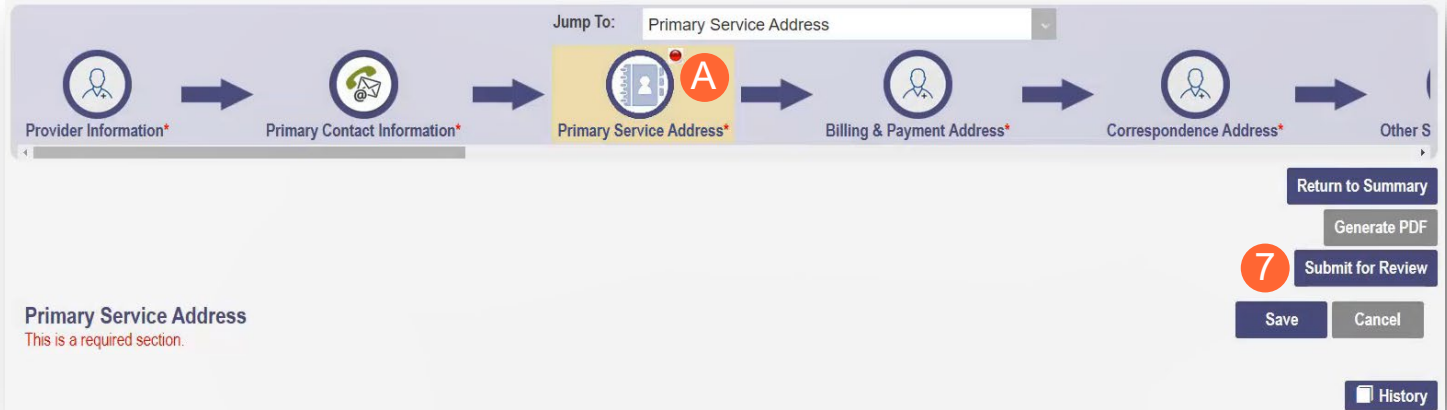 Jump To: Primary Service Address
A
Provider Information*
Primary Contact Information*
Primary Service Address*
Billing & Payment Address*
Correspondence Address*
Other S
Return to Summary
Generate PDF
7 Submit for Review
Primary Service Address
Save Cancel
This is a required section.
History